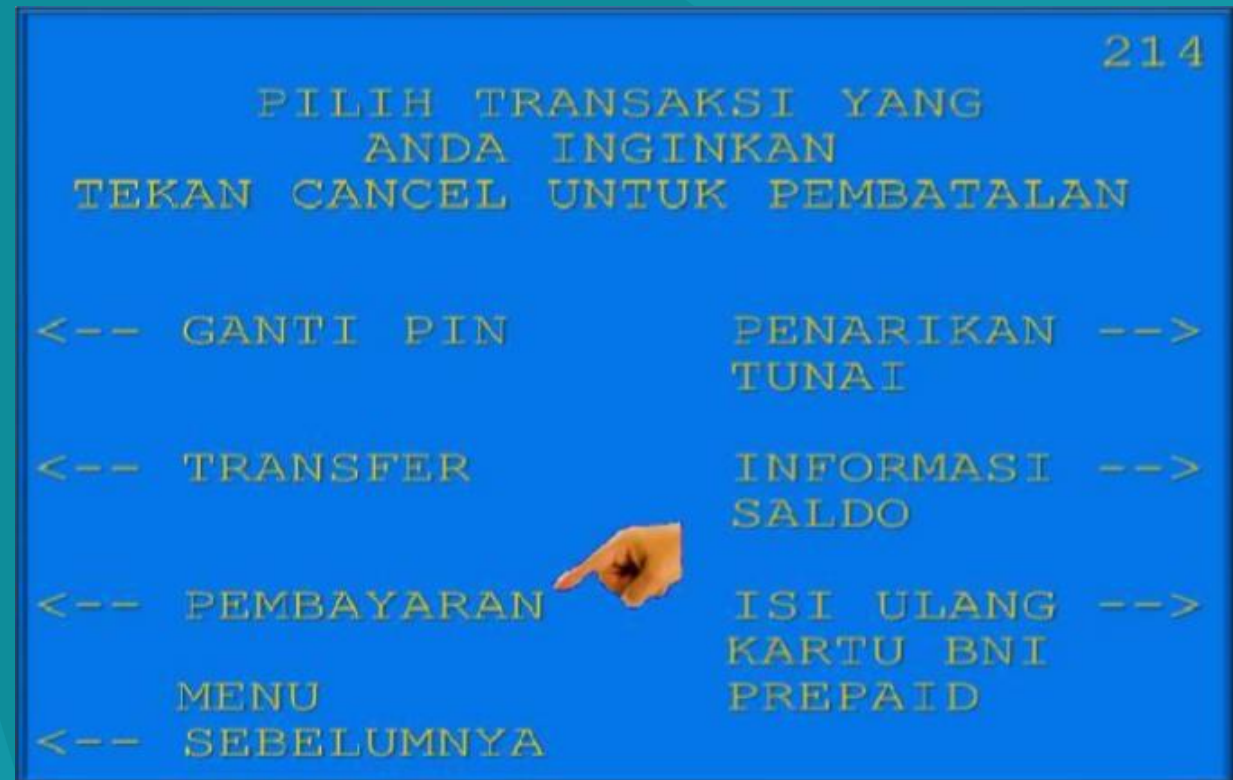 214
PILIH TRANSAKSI YANG
ANDA INGINKAN
TEKAN CANCEL UNTUK PEMBATALAN
<-- GANTI PIN
PENARIKAN -->
TUNAI
<-- TRANSFER
INFORMASI -->
SALDO
<-- PEMBAYARAN
ISI ULANG -->
KARTU BNI
PREPAID
MENU
<-- SEBELUMNYA